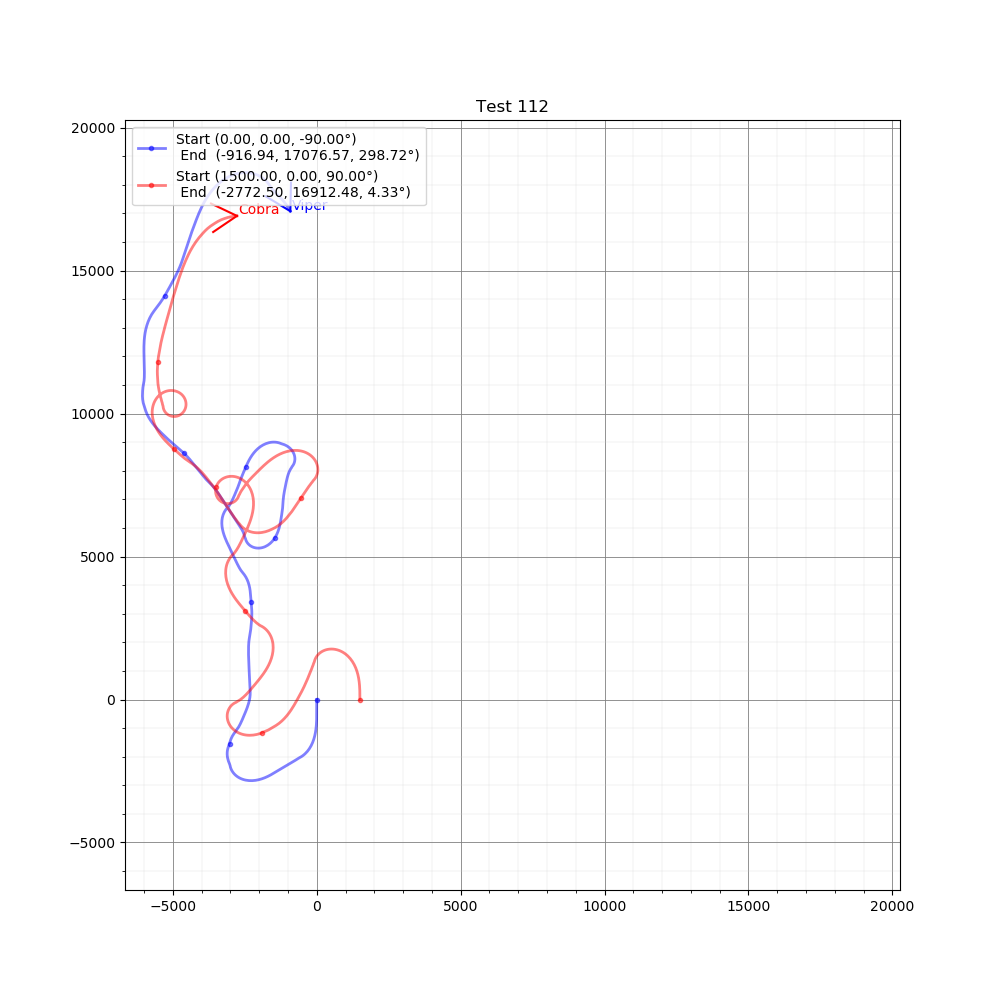 Test 112
Start (0.00, 0.00, -90.00°)
End (-916.94, 17076.57, 298.72°)
Start (1500.00, 0.00, 90.00°)
End (-2772.50, 16912.48, 4.33°)
Cobra
Viper
20000
15000
10000
5000
0
−5000
−5000
0
5000
10000
15000
20000